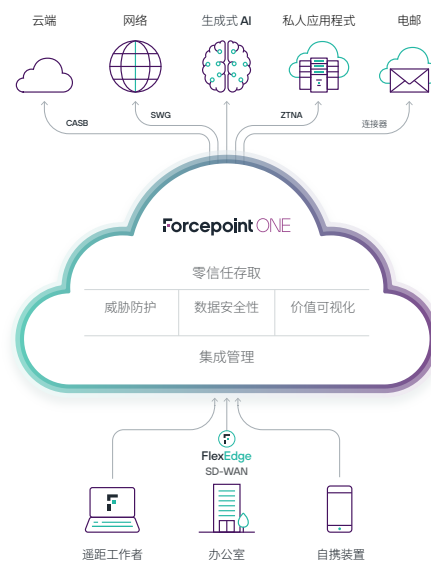 云端 网络 生成式 AI 私人应用程式 电邮
CASB SWG ZTNA 连接器
Forcepoint ONE
零信任存取
威胁防护 数据安全性 价值可视化
集成管理
FlexEdge
SD-WAN
遥距工作者 办公室 自携装置